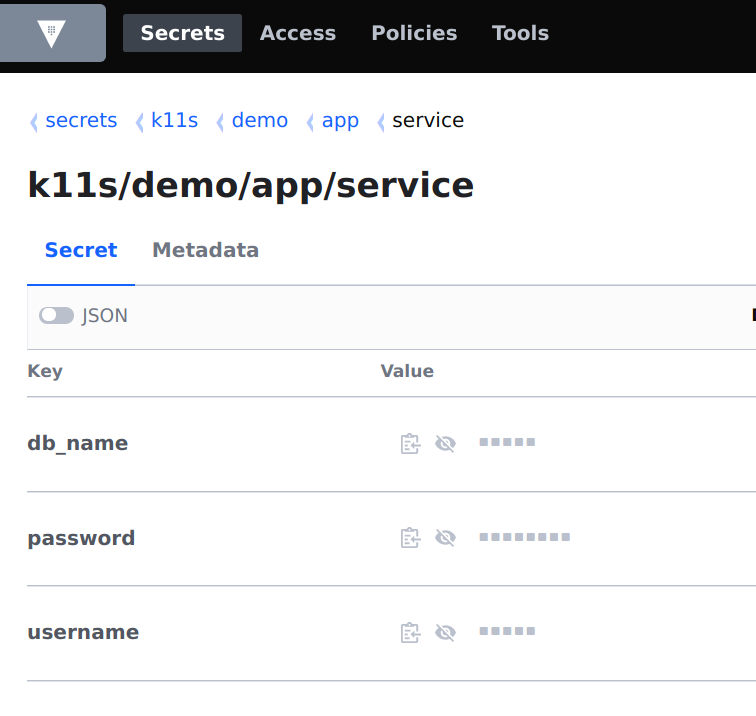 Secrets Access Policies Tools
secrets k11s demo app service
k11s/demo/app/service
Secret Metadata
JSON
Key Value
db_name
password
username